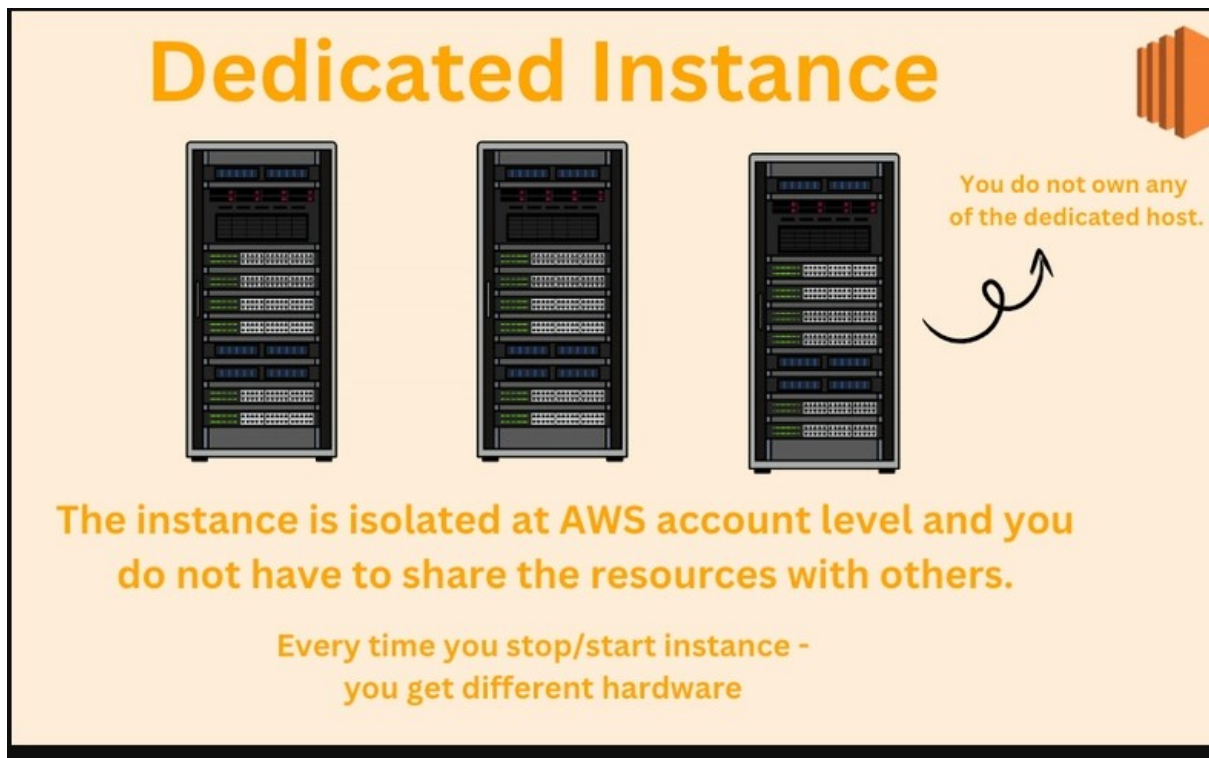 Dedicated Instance
You do not own any
of the dedicated host.
The instance is isolated at AWS account level and you
do not have to share the resources with others.
Every time you stop/start instance -
you get different hardware